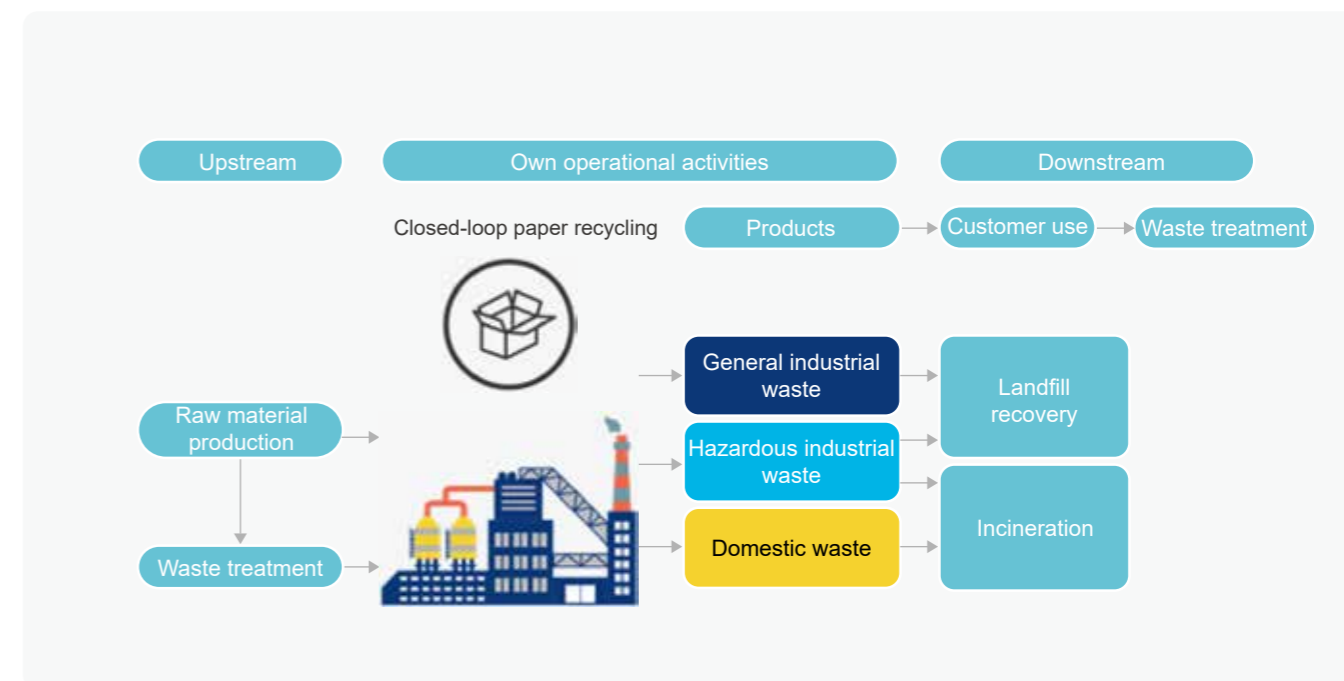 Upstream
Own operational activities
Downstream
Closed-loop paper recycling
Products
Customer use
Waste treatment
General industrial
waste
Landfill
recovery
Raw material
production
Hazardous industrial
waste
Incineration
Domestic waste
Waste treatment